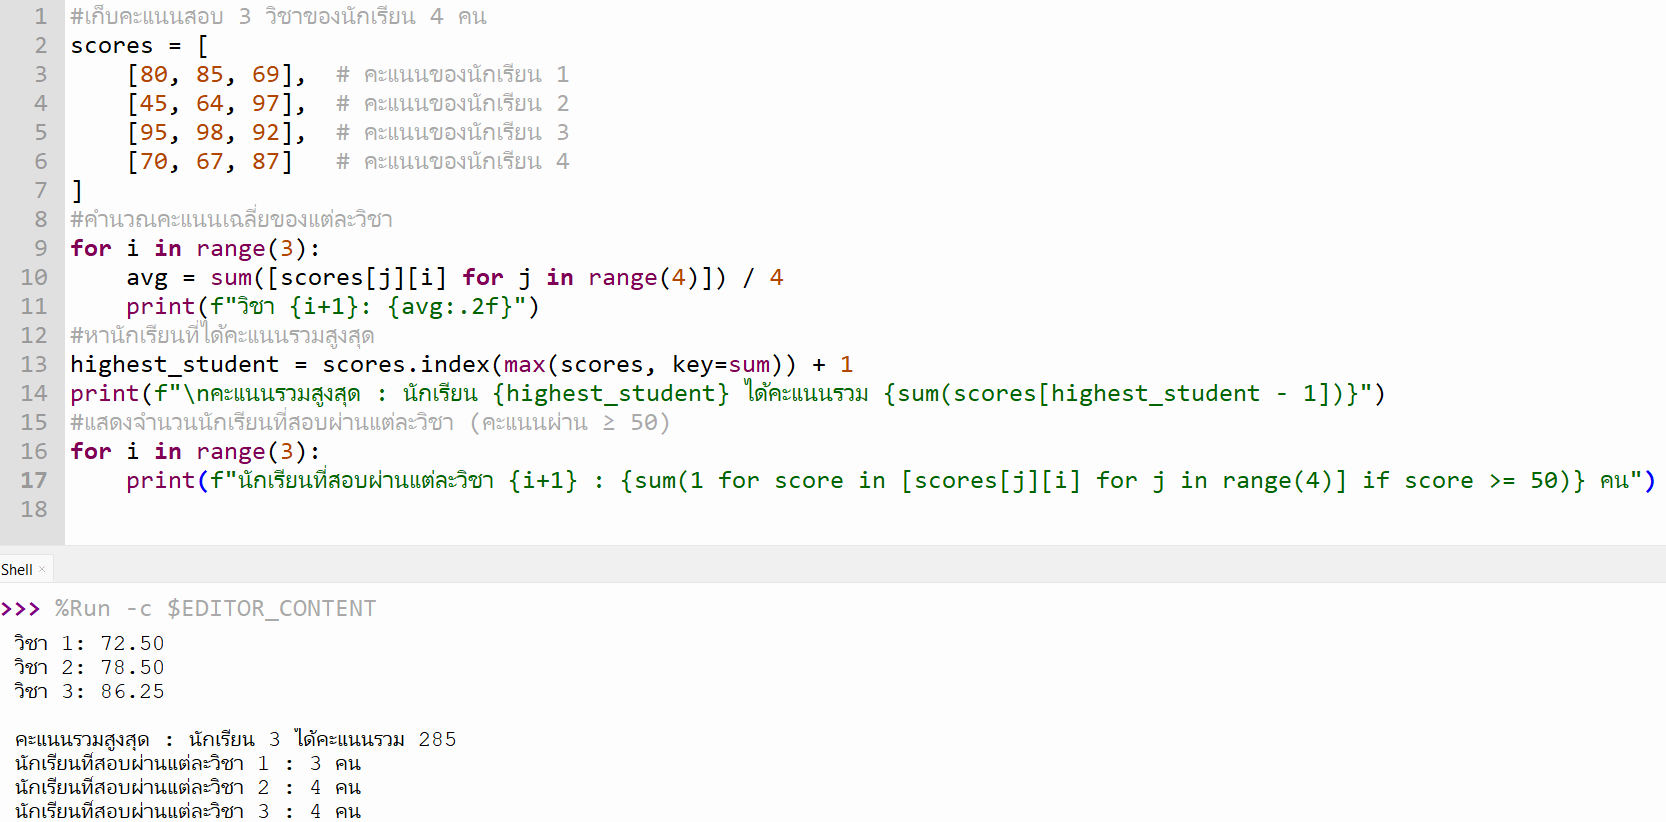 1 #เก็บคะแนนสอบ 3 วิชาของนักเรียน 4 คน
2 scores = [
3     [80, 85, 69],  # คะแนนของนักเรียน 1
4     [45, 64, 97],  # คะแนนของนักเรียน 2
5     [95, 98, 92],  # คะแนนของนักเรียน 3
6     [70, 67, 87]   # คะแนนของนักเรียน 4
7 ]
8 #คำนวณคะแนนเฉลี่ยของแต่ละวิชา
9 for i in range(3):
10     avg = sum([scores[j][i] for j in range(4)]) / 4
11     print(f"วิชา {i+1}: {avg:.2f}")
12 #หานักเรียนที่ได้คะแนนรวมสูงสุด
13 highest_student = scores.index(max(scores, key=sum)) + 1
14 print(f"\nคะแนนรวมสูงสุด : นักเรียน {highest_student} ได้คะแนนรวม {sum(scores[highest_student - 1])}")
15 #แสดงจำนวนนักเรียนที่สอบผ่านแต่ละวิชา (คะแนนผ่าน ≥ 50)
16 for i in range(3):
17     print(f"นักเรียนที่สอบผ่านแต่ละวิชา {i+1} : {sum(1 for score in [scores[j][i] for j in range(4)] if score >= 50)} คน")
18
Shell ×
>>> %Run -c $EDITOR_CONTENT
วิชา 1: 72.50
วิชา 2: 78.50
วิชา 3: 86.25
คะแนนรวมสูงสุด : นักเรียน 3 ได้คะแนนรวม 285
นักเรียนที่สอบผ่านแต่ละวิชา 1 : 3 คน
นักเรียนที่สอบผ่านแต่ละวิชา 2 : 4 คน
นักเรียนที่สอบผ่านแต่ละวิชา 3 : 4 คน